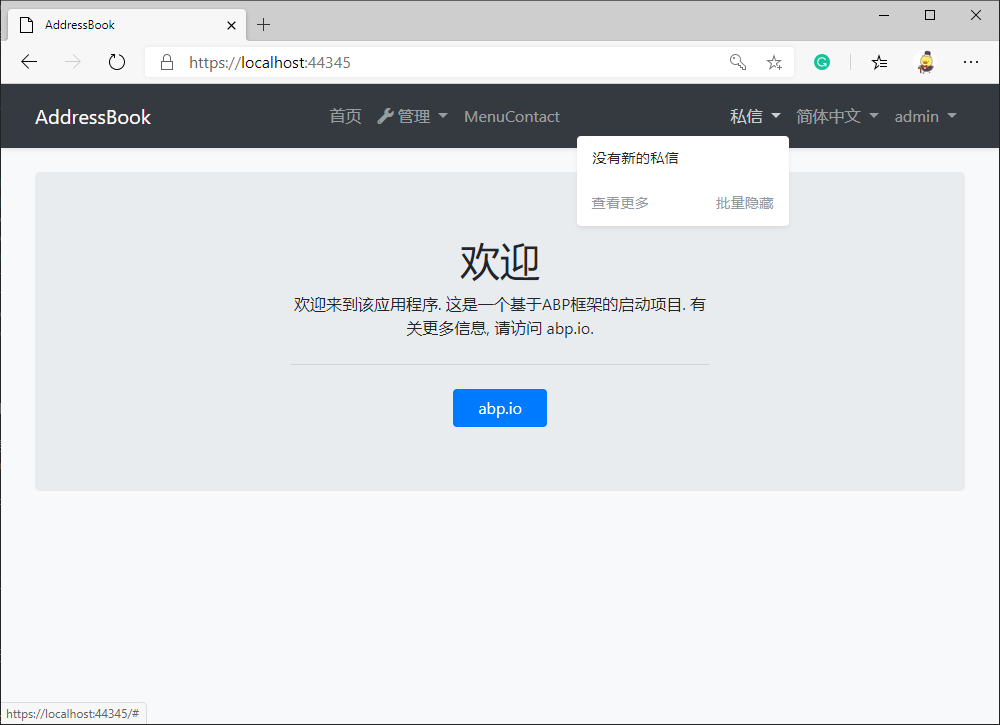 AddressBook
https://localhost:44345
AddressBook
首页 管理 MenuContact 私信 简体中文 admin
没有新的私信
查看更多 批量隐藏
欢迎
欢迎来到该应用程序. 这是一个基于ABP框架的启动项目. 有
关更多信息, 请访问 abp.io.
abp.io
https://localhost:44345/#